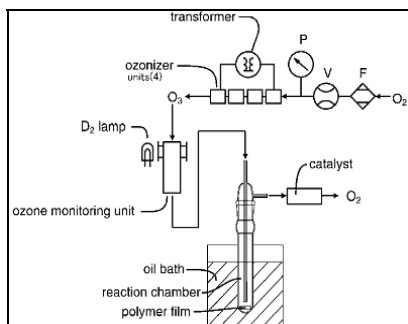 transformer
P
ozonizer
units(4)
V
F
O3
O2
D2 lamp
catalyst
O2
ozone monitoring unit
oil bath
reaction chamber
polymer film